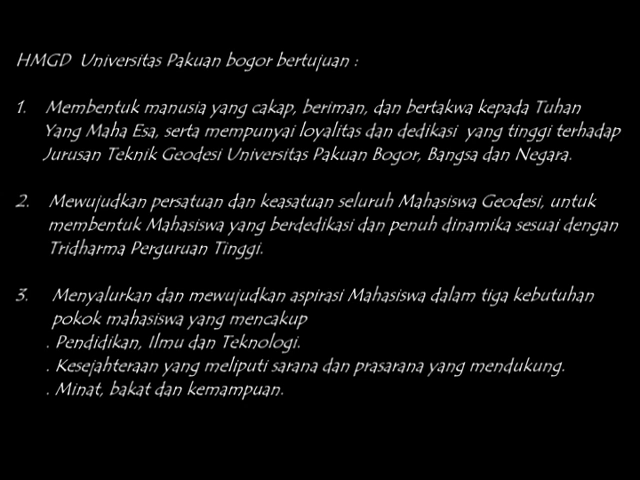 HMGD Universitas Pakuan bogor bertujuan :
1. Membentuk manusia yang cakap, beriman, dan bertakwa kepada Tuhan
Yang Maha Esa, serta mempunyai loyalitas dan dedikasi yang tinggi terhadap
Jurusan Teknik Geodesi Universitas Pakuan Bogor, Bangsa dan Negara.
2. Mewujudkan persatuan dan keasatuan seluruh Mahasiswa Geodesi, untuk
membentuk Mahasiswa yang berdedikasi dan penuh dinamika sesuai dengan
Tridharma Perguruan Tinggi.
3. Menyalurkan dan mewujudkan aspirasi Mahasiswa dalam tiga kebutuhan
pokok mahasiswa yang mencakup
. Pendidikan, Ilmu dan Teknologi.
. Kesejahteraan yang meliputi sarana dan prasarana yang mendukung.
. Minat, bakat dan kemampuan.